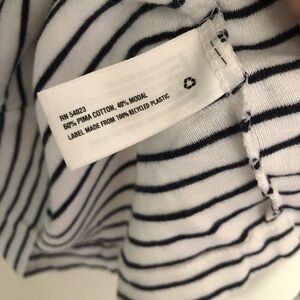 RN 54023
60% PIMA COTTON, 40% MODAL
LABEL MADE FROM 100% RECYCLED PLASTIC